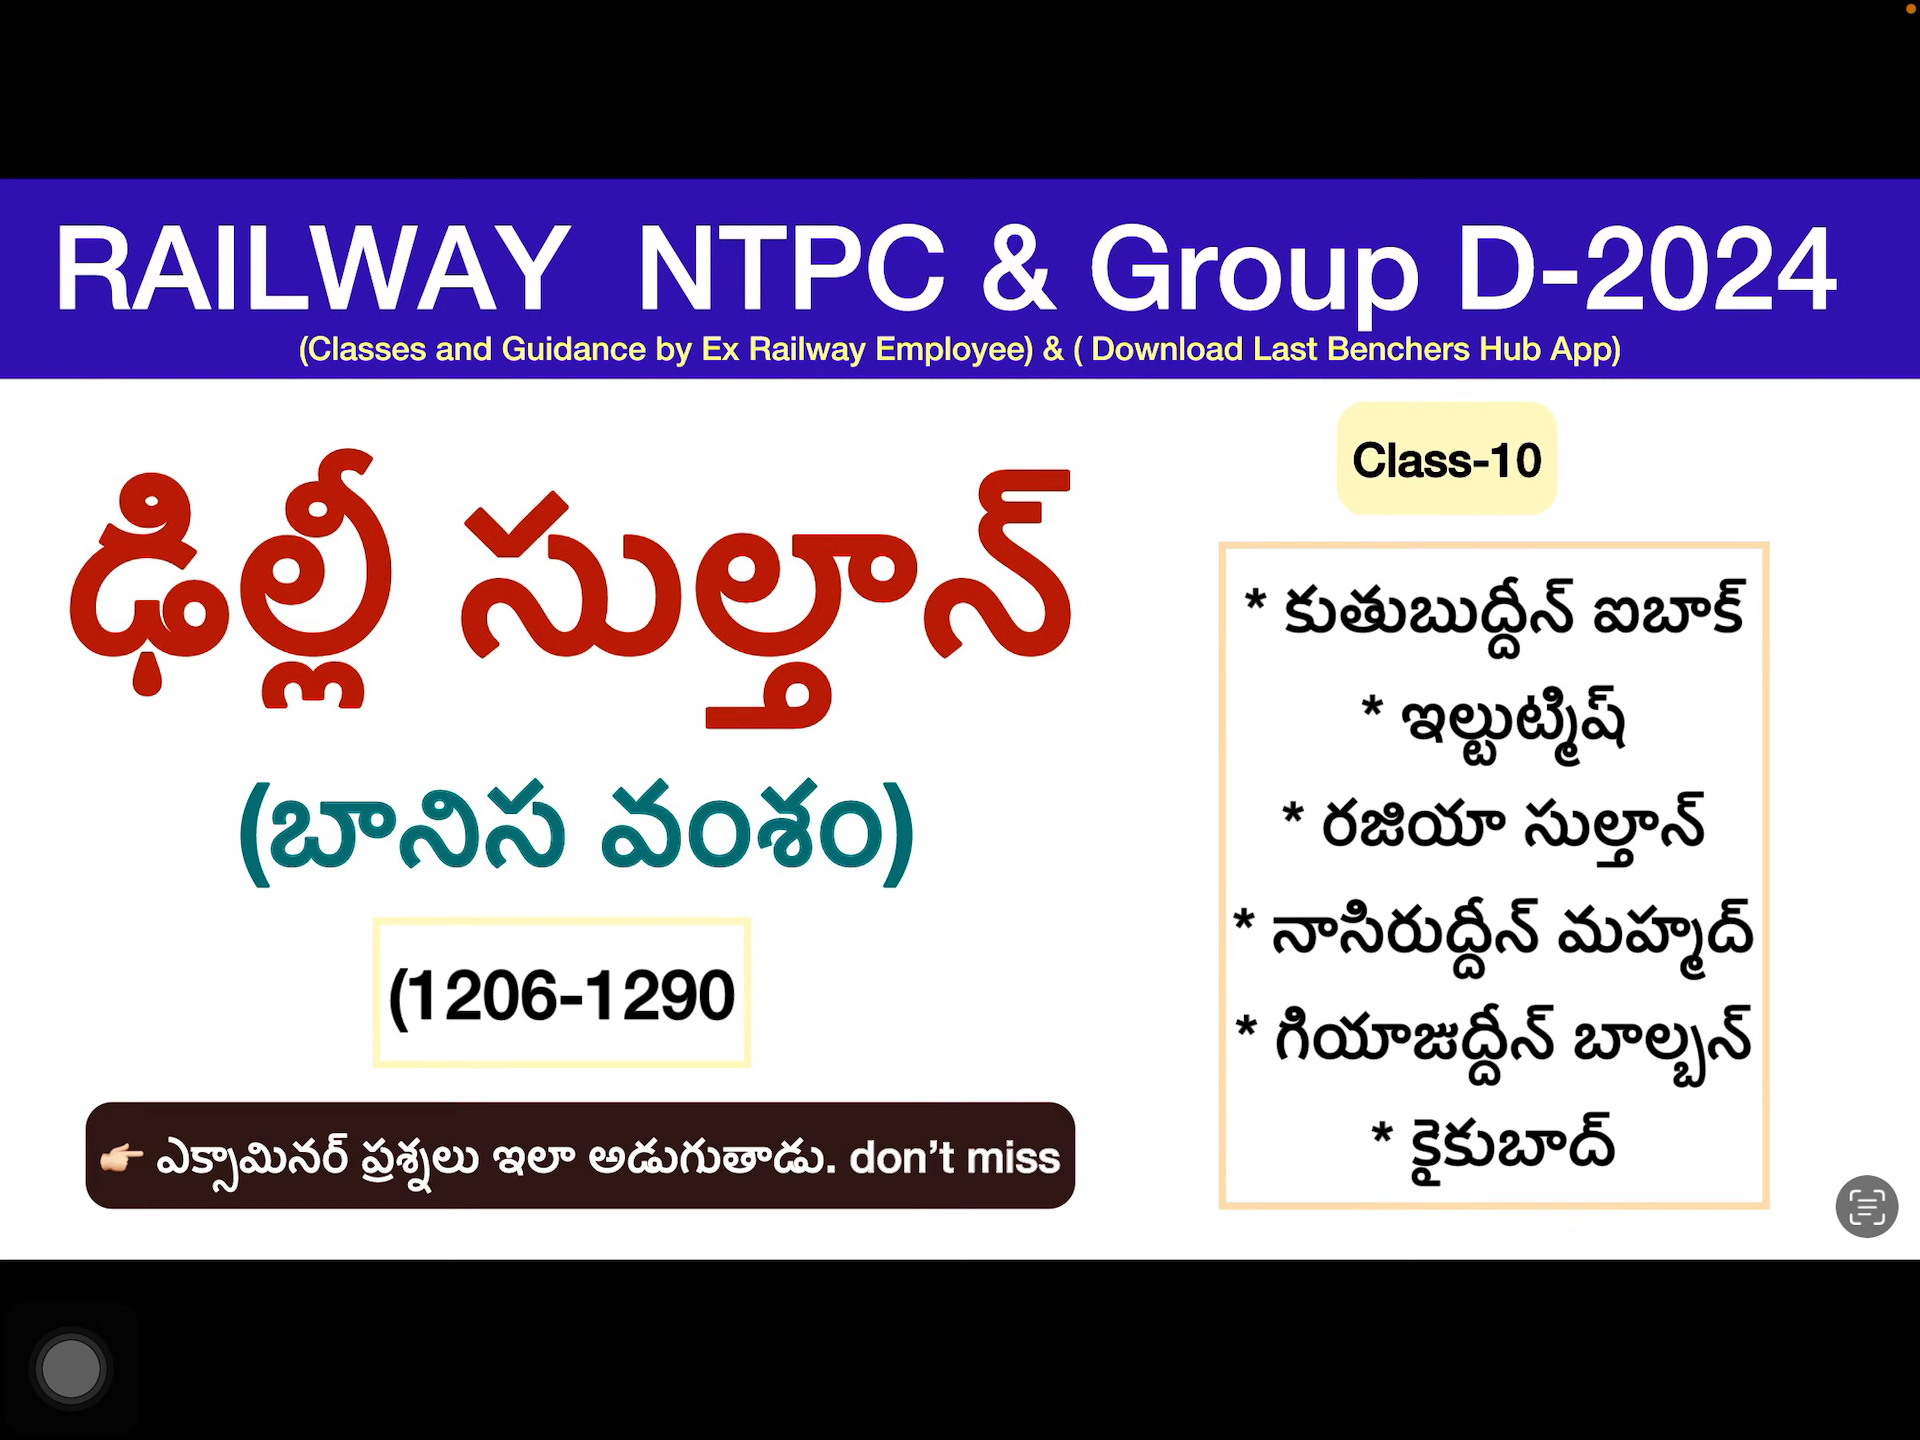 RAILWAY NTPC & Group D-2024
(Classes and Guidance by Ex Railway Employee) & ( Download Last Benchers Hub App)
ఢిల్లీ సుల్తాన్
(బానిస వంశం)
(1206-1290
👉🏻 ఎక్సామినర్ ప్రశ్నలు ఇలా అడుగుతాడు. don’t miss
Class-10
* కుతుబుద్దీన్ ఐబాక్
* ఇల్టుట్మిష్
* రజియా సుల్తాన్
* నాసిరుద్దీన్ మహ్మద్
* గియాజుద్దీన్ బాల్బన్
* కైకుబాద్